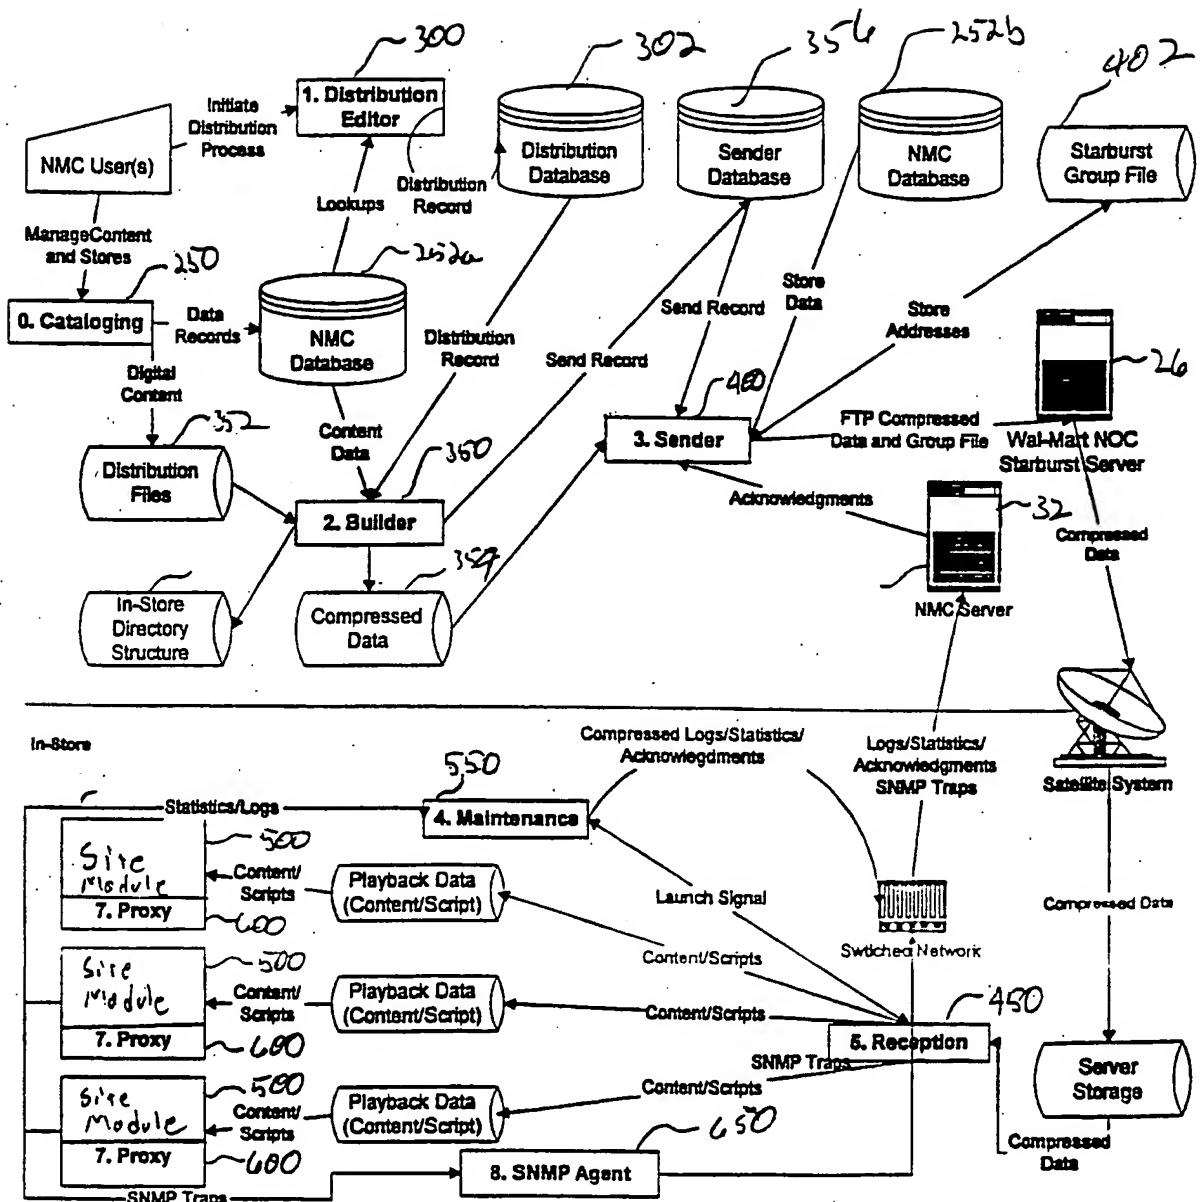 300
302
356
252b
402
1. Distribution
Editor
Initiate
Distribution
Process
NMC User(s)
Distribution
Database
Sender
Database
NMC
Database
Starburst
Group File
Distribution
Record
Lookups
ManageContent
and Stores
250
252a
0. Cataloging
Data
Records
NMC
Database
Distribution
Record
Send Record
Send Record
Store
Data
Store
Addresses
26
Digital
Content
352
Content
Data
350
400
3. Sender
FTP Compressed
Data and Group File
Wal-Mart NOC
Starburst Server
Distribution
Files
2. Builder
Acknowledgments
32
Compressed
Data
354
In-Store
Directory
Structure
Compressed
Data
NMC Server
In-Store
Compressed Logs/Statistics/
Acknowlegdments
Logs/Statistics/
Acknowledgments
SNMP Traps
Satellite System
550
Statistics/Logs
4. Maintenance
500
Site
Module
7. Proxy
600
Content/
Scripts
Playback Data
(Content/Script)
Launch Signal
Compressed Data
Swtiched Network
Content/Scripts
500
Site
Module
7. Proxy
600
Content/
Scripts
Playback Data
(Content/Script)
Content/Scripts
450
5. Reception
SNMP Traps
Server
Storage
500
Site
Module
7. Proxy
600
Content/
Scripts
Playback Data
(Content/Script)
Content/Scripts
650
Compressed
Data
8. SNMP Agent
SNMP Traps